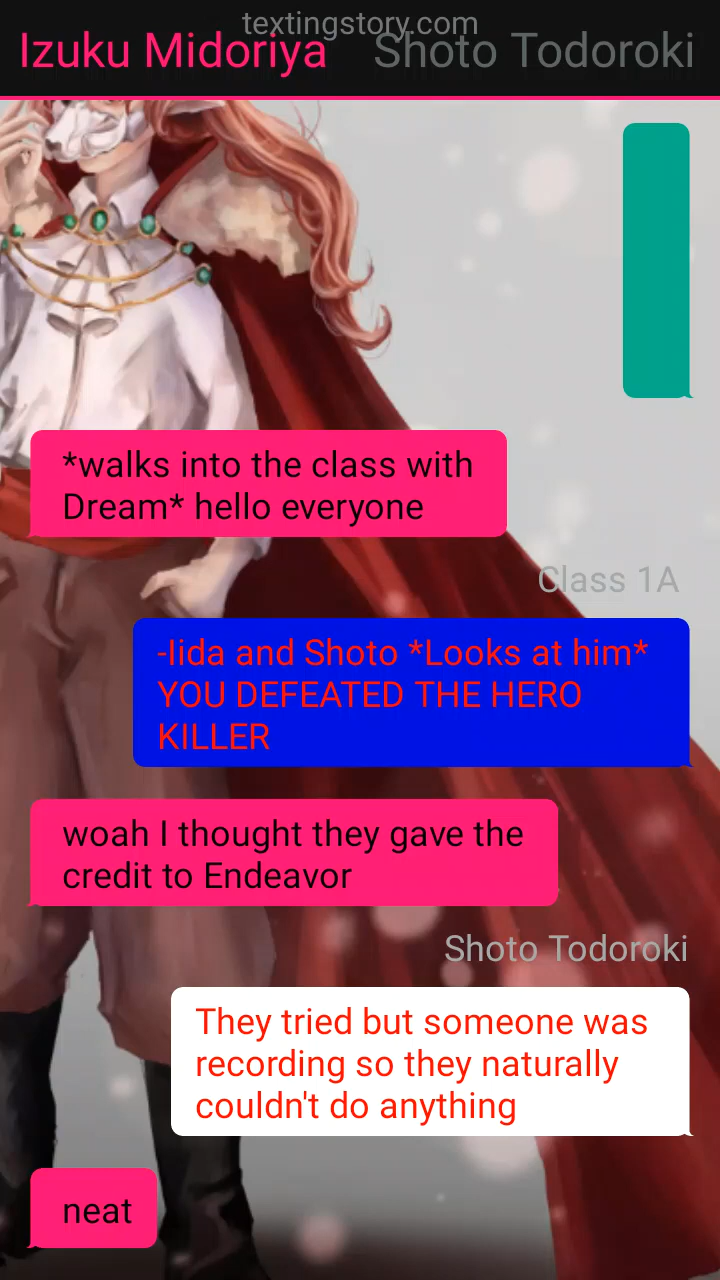 textingstory.com
Izuku Midoriya Shoto Todoroki
*walks into the class with
Dream* hello everyone
Class 1A
-Iida and Shoto *Looks at him*
YOU DEFEATED THE HERO
KILLER
woah I thought they gave the
credit to Endeavor
Shoto Todoroki
They tried but someone was
recording so they naturally
couldn't do anything
neat